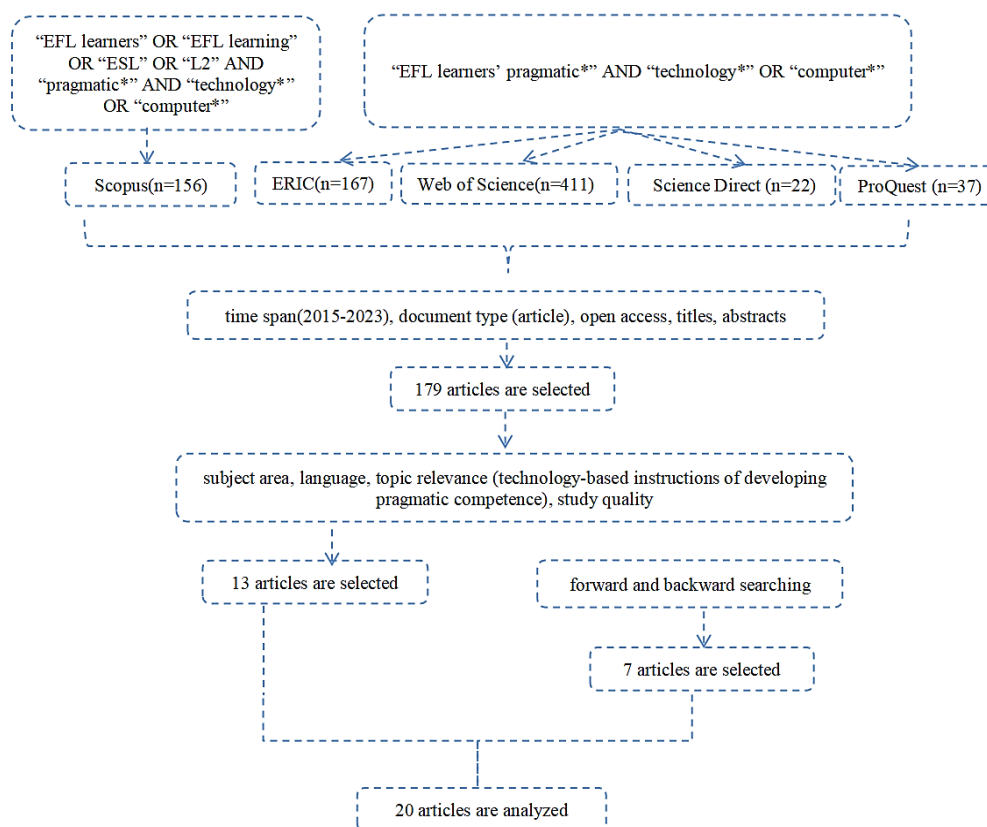 “EFL learners” OR “EFL learning”
OR “ESL” OR “L2” AND
“pragmatic*” AND “technology*”
OR “computer*”
“EFL learners’ pragmatic*” AND “technology*” OR “computer*”
Scopus(n=156)
ERIC(n=167)
Web of Science(n=411)
Science Direct (n=22)
ProQuest (n=37)
time span(2015-2023), document type (article), open access, titles, abstracts
179 articles are selected
subject area, language, topic relevance (technology-based instructions of developing
pragmatic competence), study quality
13 articles are selected
forward and backward searching
7 articles are selected
20 articles are analyzed